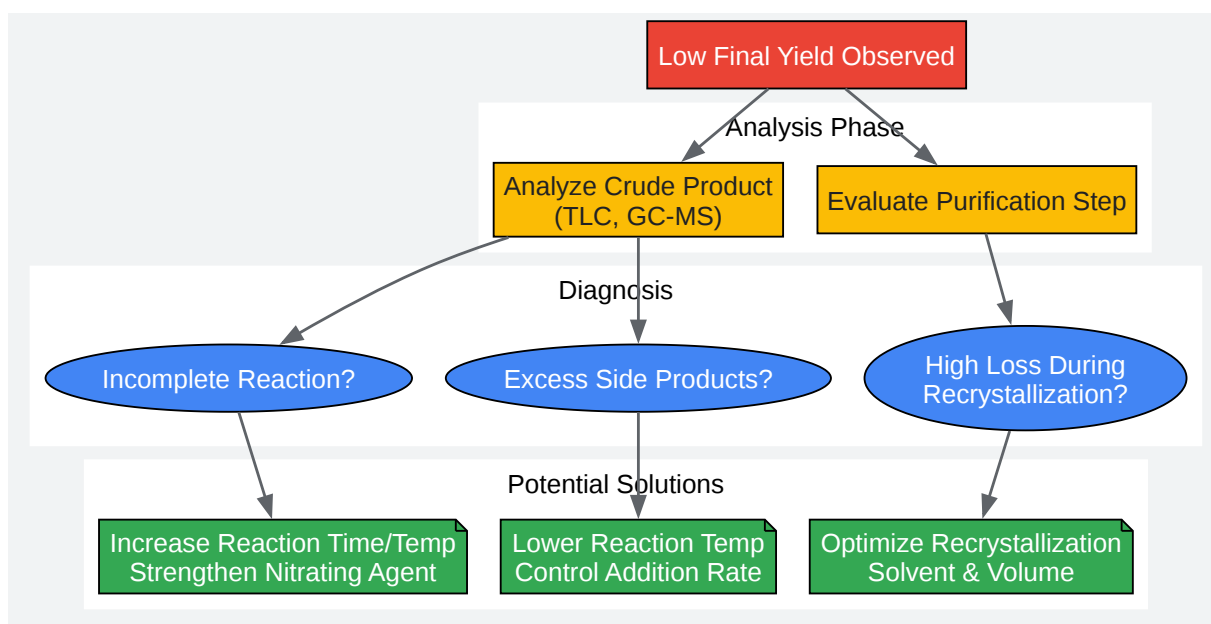 Low Final Yield Observed
Analysis Phase
Analyze Crude Product
(TLC, GC-MS)
Evaluate Purification Step
Diagnosis
Incomplete Reaction?
Excess Side Products?
High Loss During
Recrystallization?
Potential Solutions
Increase Reaction Time/Temp
Strengthen Nitrating Agent
Lower Reaction Temp
Control Addition Rate
Optimize Recrystallization
Solvent & Volume